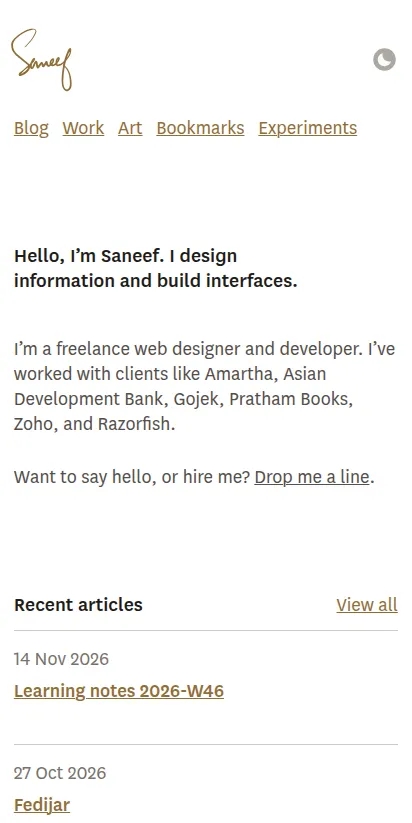 Saneef
Blog Work Art Bookmarks Experiments
Hello, I’m Saneef. I design
information and build interfaces.
I’m a freelance web designer and developer. I’ve
worked with clients like Amartha, Asian
Development Bank, Gojek, Pratham Books,
Zoho, and Razorfish.
Want to say hello, or hire me? Drop me a line.
Recent articles View all
14 Nov 2026
Learning notes 2026-W46
27 Oct 2026
Fedijar